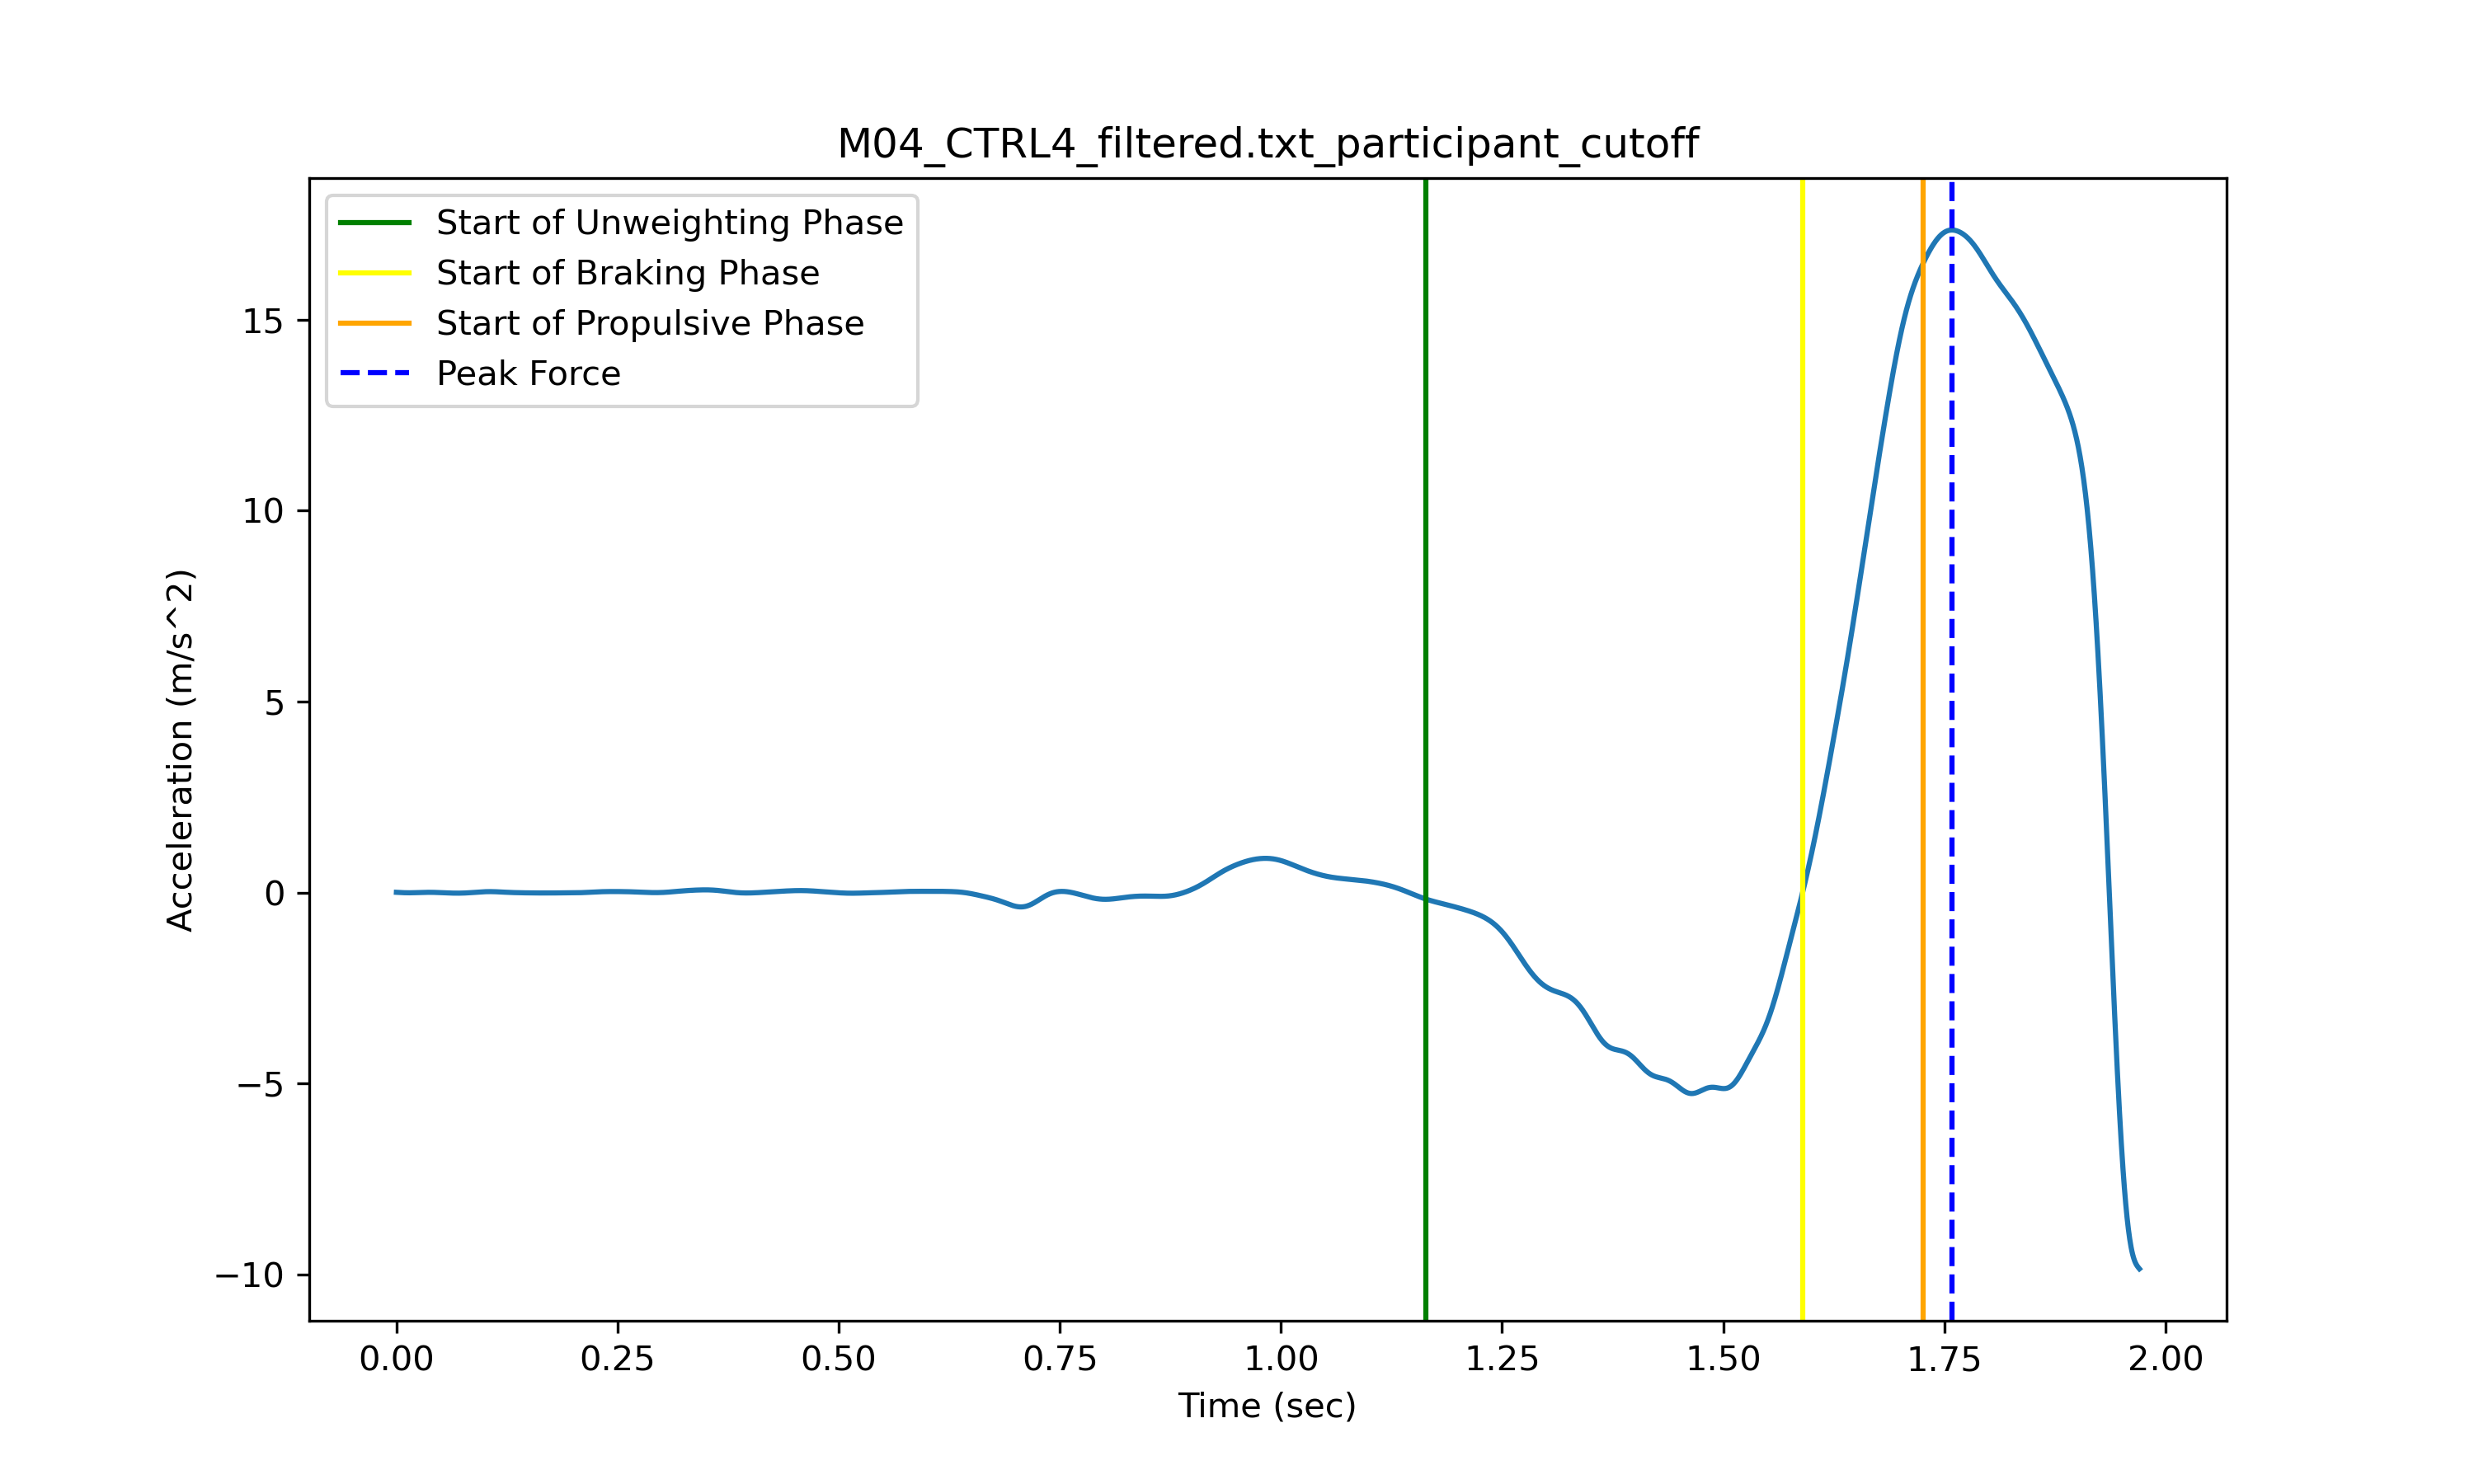 M04_CTRL4_filtered.txt_participant_cutoff
Start of Unweighting Phase
Start of Braking Phase
Start of Propulsive Phase
Peak Force
Acceleration (m/s^2)
15
10
5
0
−5
−10
0.00 0.25 0.50 0.75 1.00 1.25 1.50 1.75 2.00
Time (sec)